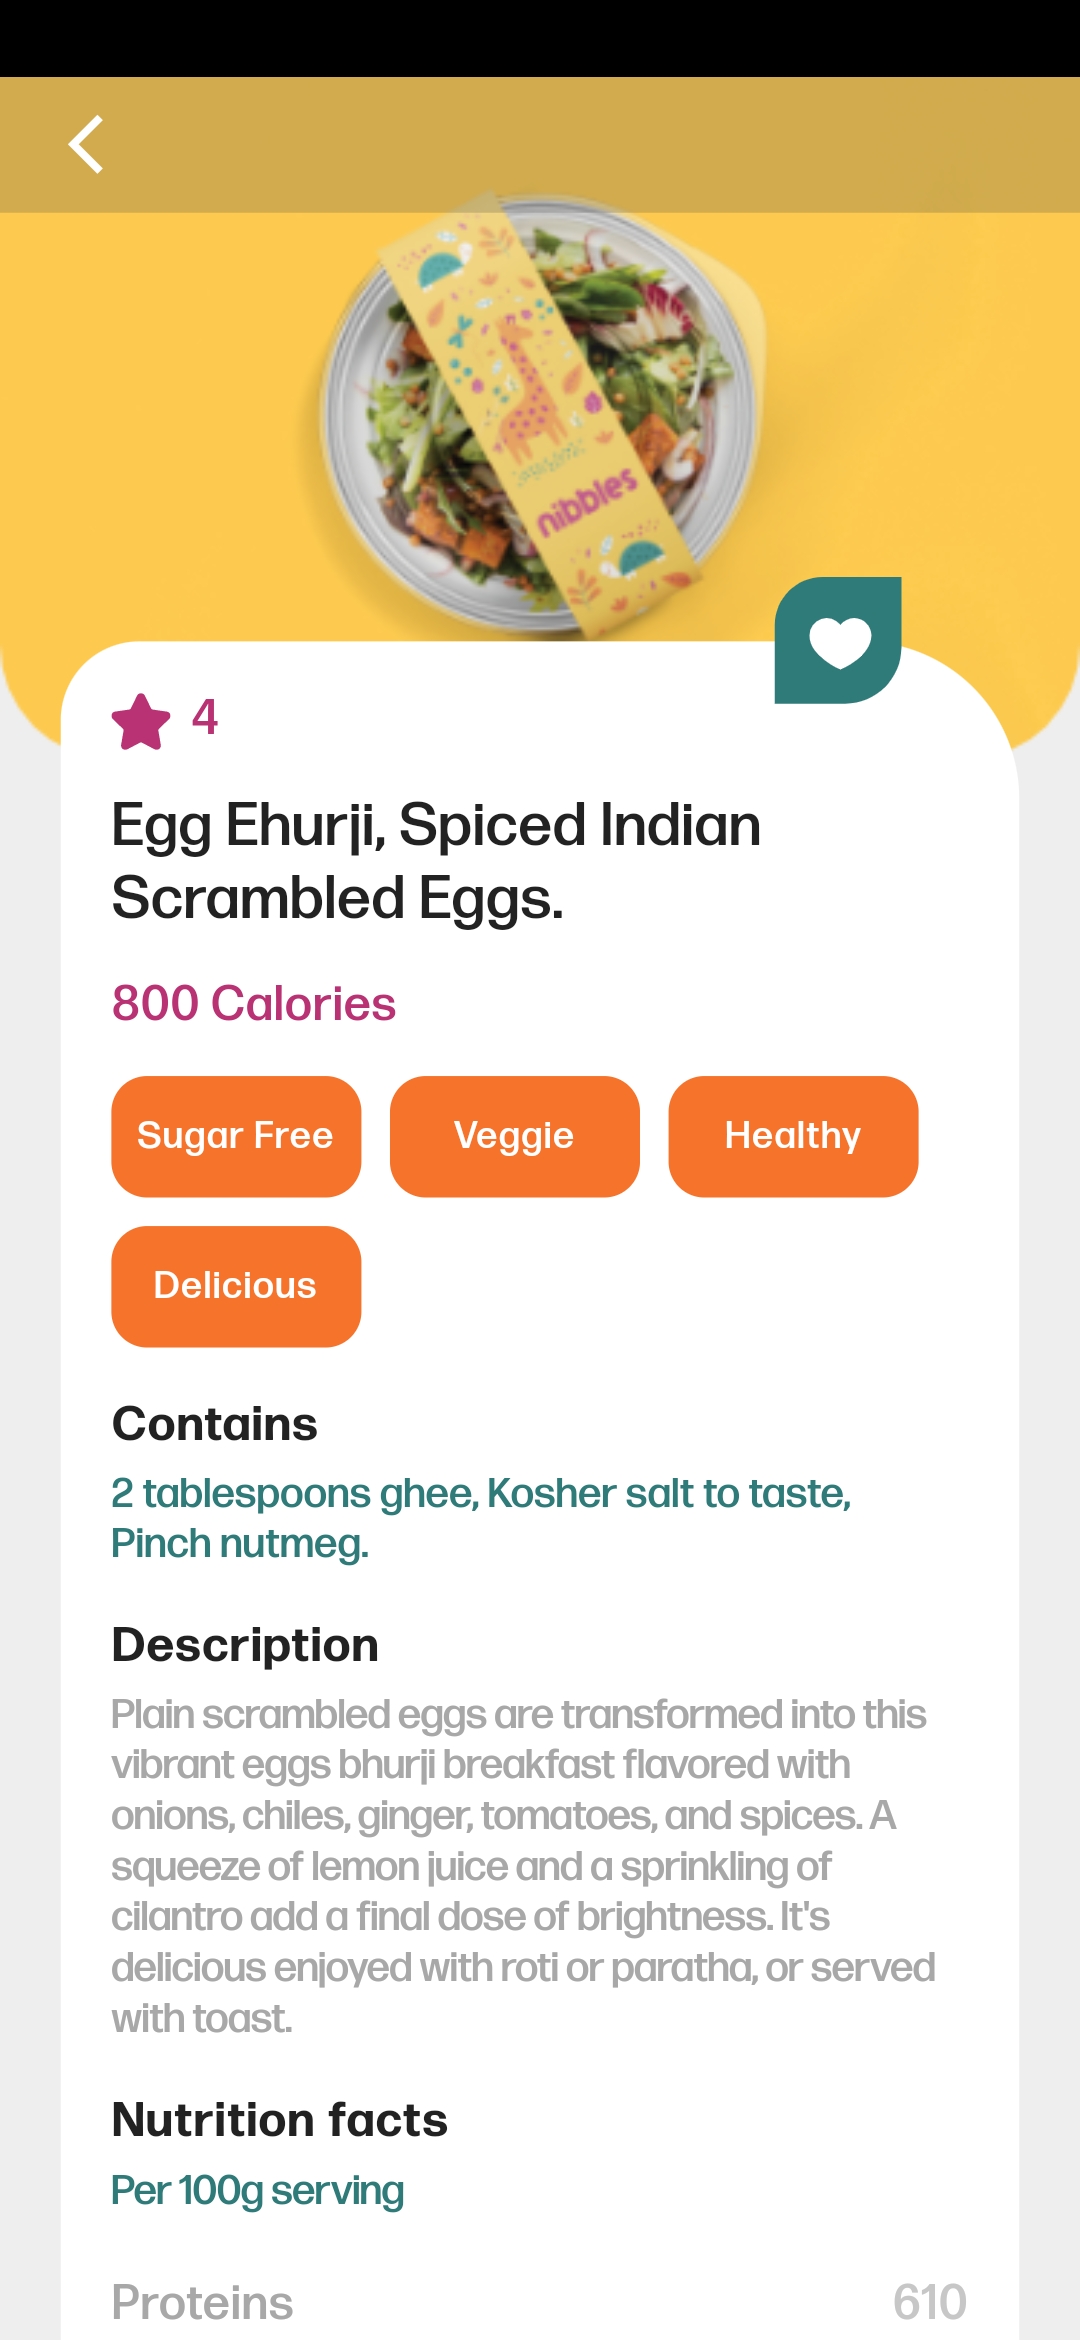 nibbles
4
Egg Ehurji, Spiced Indian
Scrambled Eggs.
800 Calories
Sugar Free
Veggie
Healthy
Delicious
Contains
2 tablespoons ghee, Kosher salt to taste,
Pinch nutmeg.
Description
Plain scrambled eggs are transformed into this
vibrant eggs bhurji breakfast flavored with
onions, chiles, ginger, tomatoes, and spices. A
squeeze of lemon juice and a sprinkling of
cilantro add a final dose of brightness. It's
delicious enjoyed with roti or paratha, or served
with toast.
Nutrition facts
Per 100g serving
Proteins 610